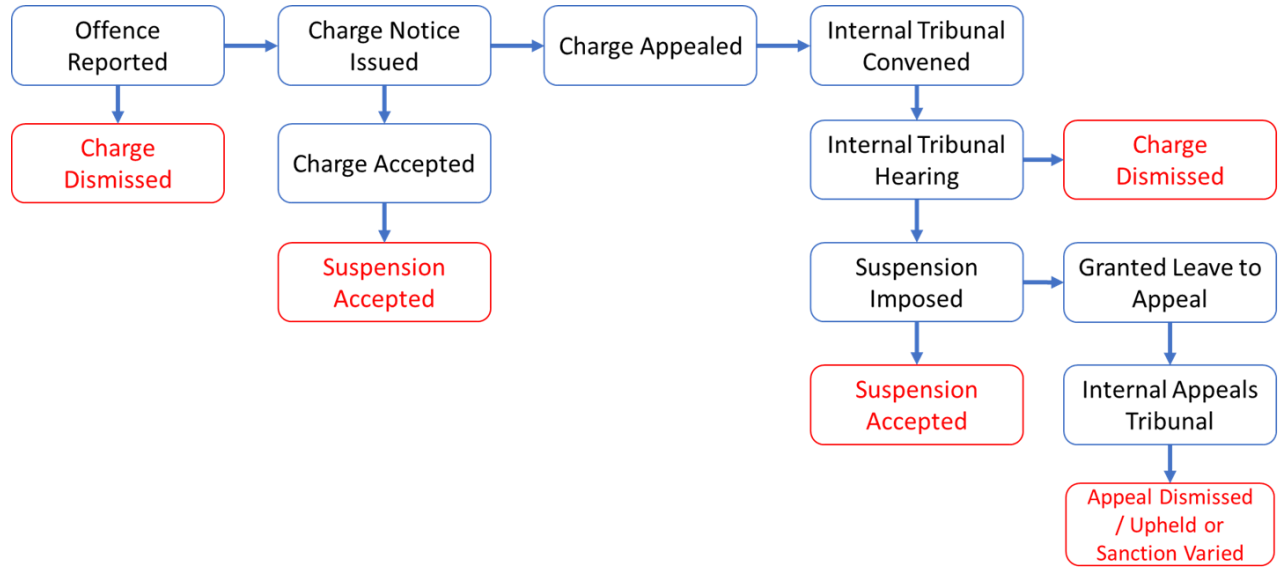 Offence
Reported
Charge Notice
Issued
Charge Appealed
Internal Tribunal
Convened
Charge
Dismissed
Charge Accepted
Internal Tribunal
Hearing
Charge
Dismissed
Suspension
Accepted
Suspension
Imposed
Granted Leave to
Appeal
Suspension
Accepted
Internal Appeals
Tribunal
Appeal Dismissed
/ Upheld or
Sanction Varied